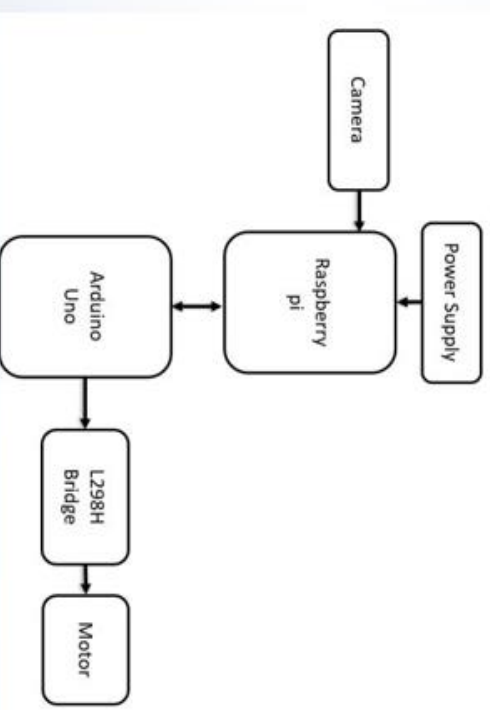 Power Supply
Camera
Raspberry
pi
Arduino
Uno
L298H
Bridge
Motor